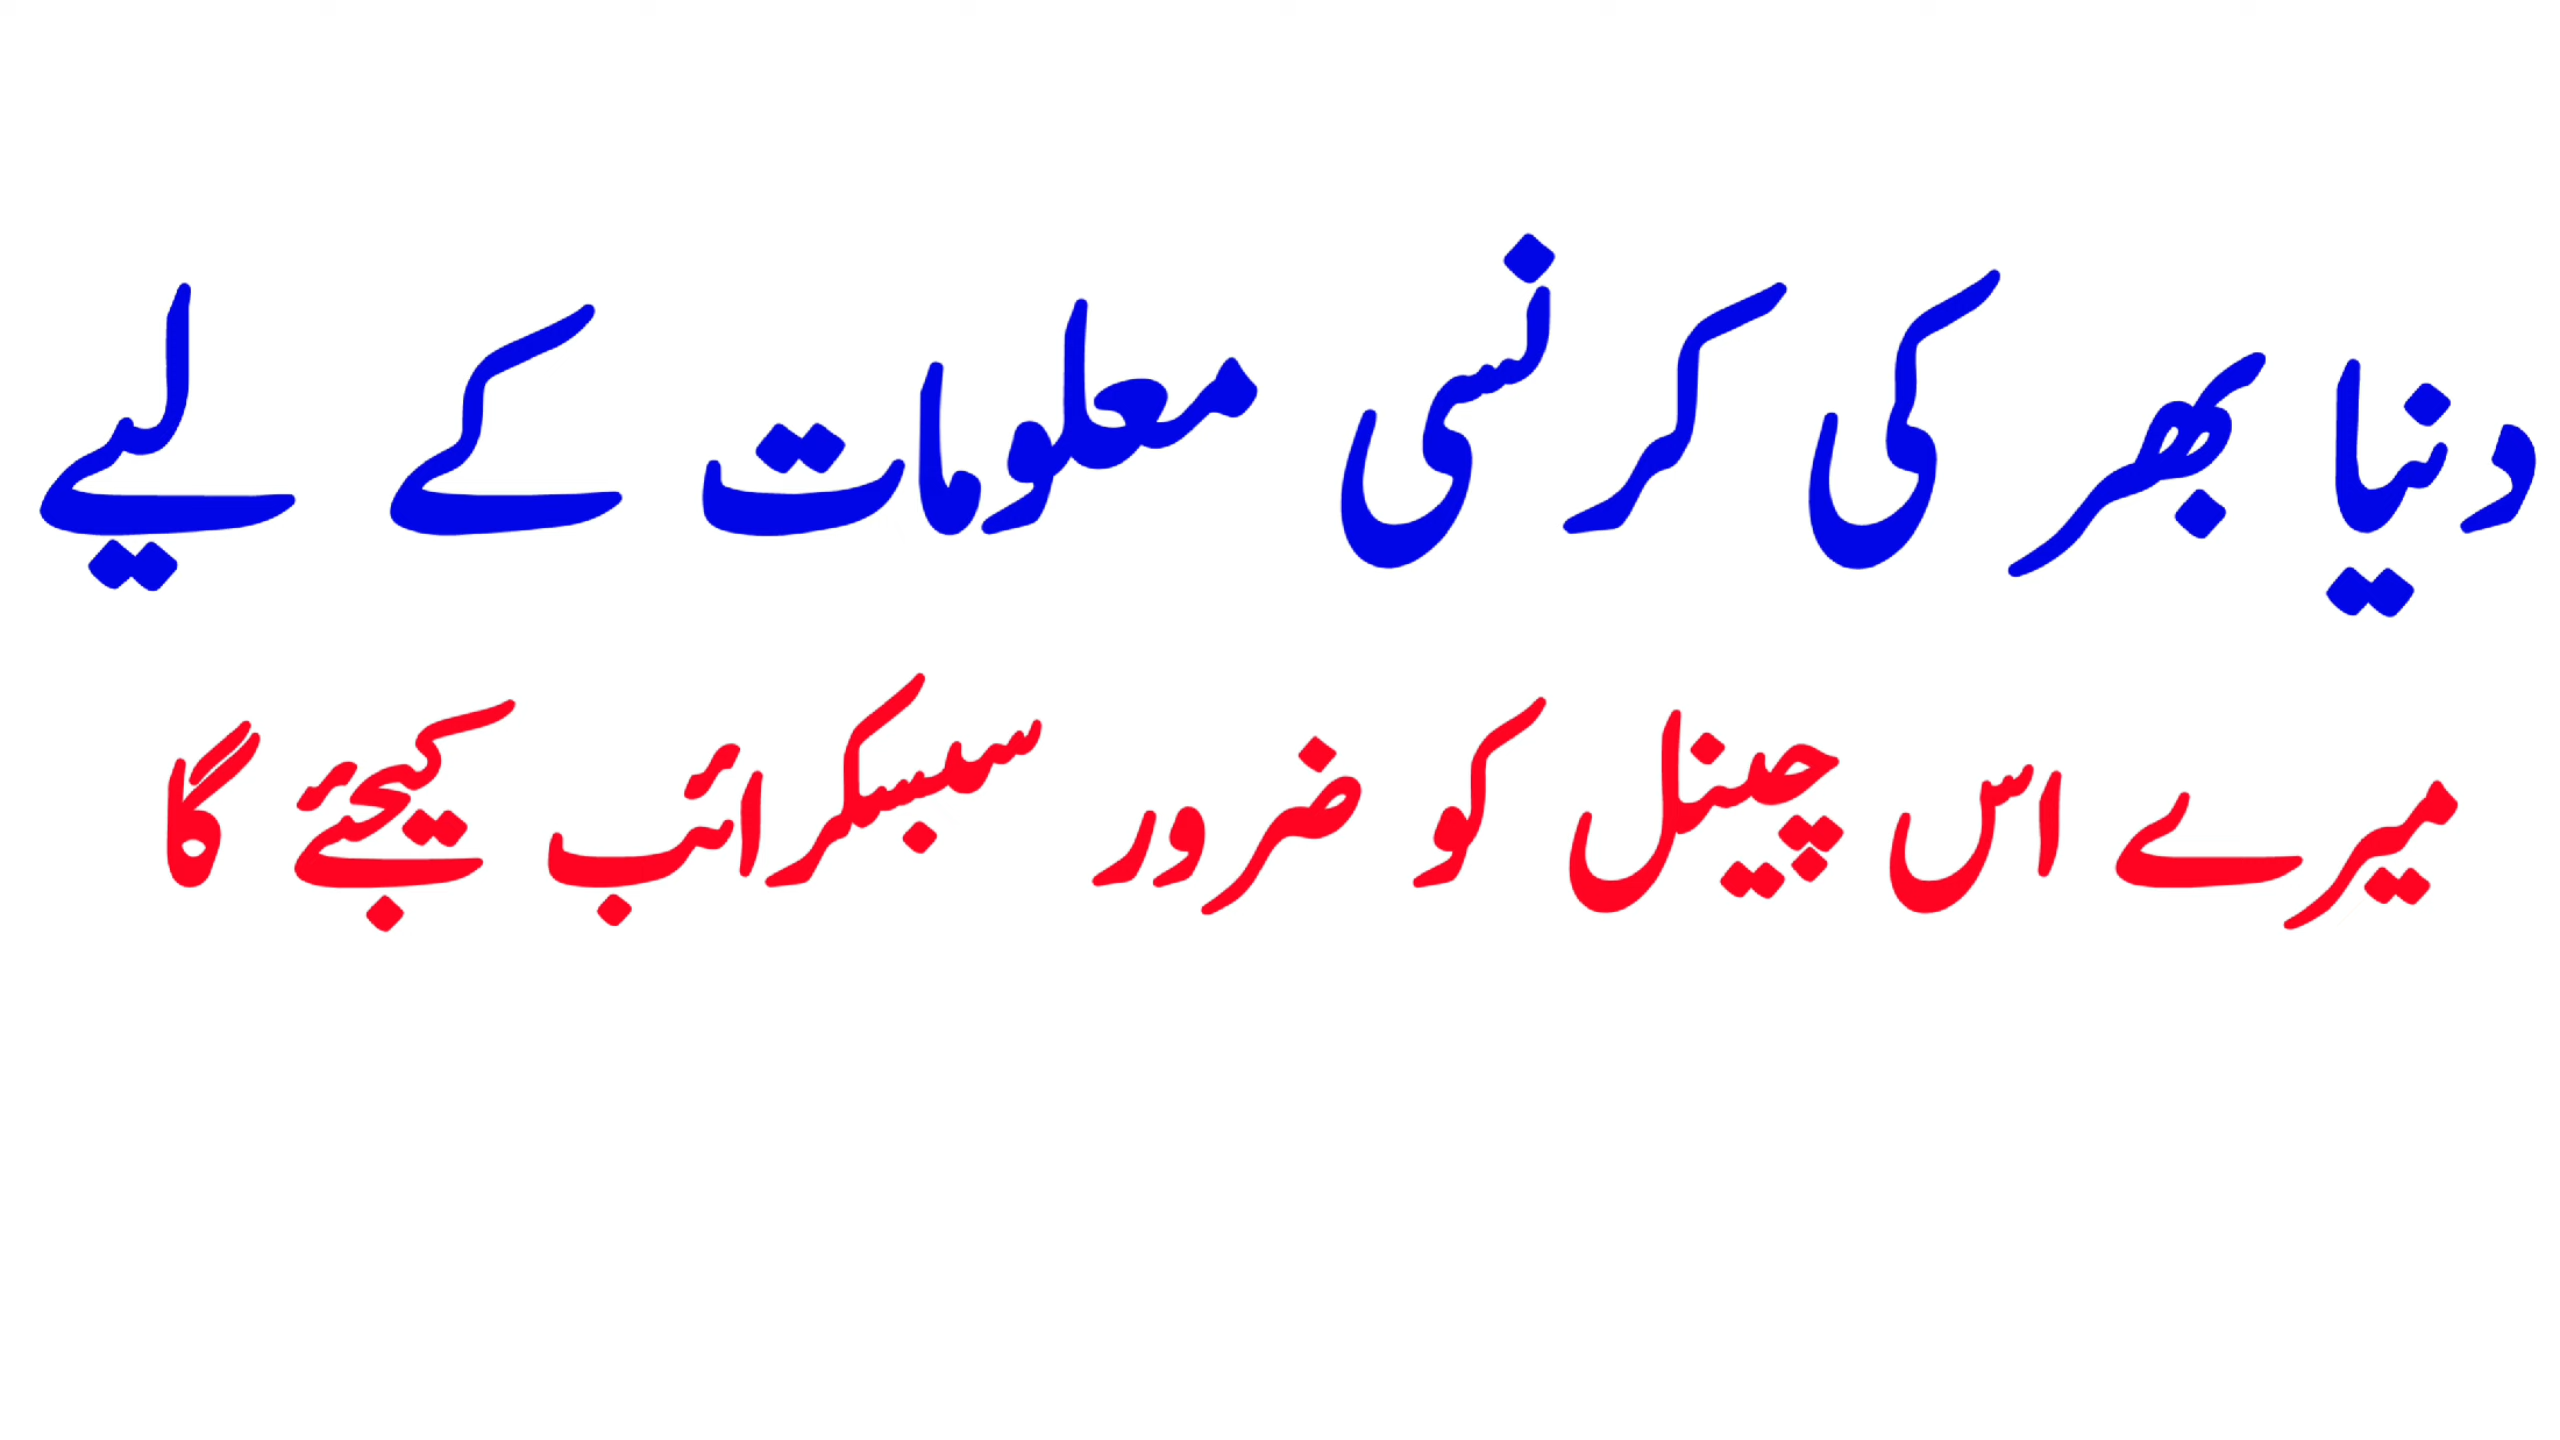 دنیا بھر کی کرنسی معلومات کے لیے
میرے اس چینل کو ضرور سبسکرائب کیجئے گا